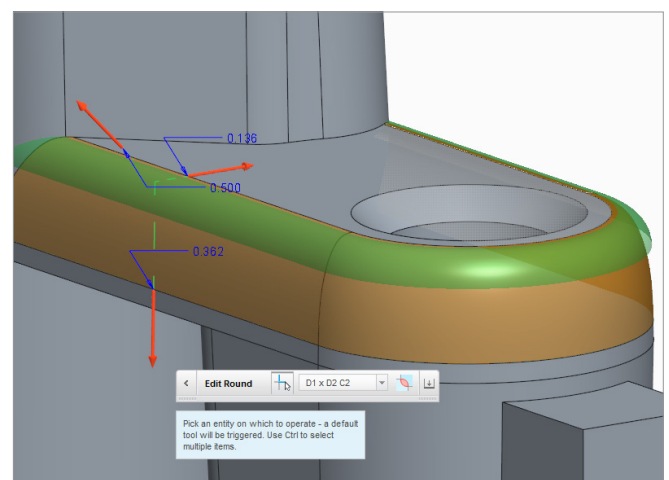 0.136
0.500
0.362
Edit Round
D1 x D2 C2
Pick an entity on which to operate - a default
tool will be triggered. Use Ctrl to select
multiple items.